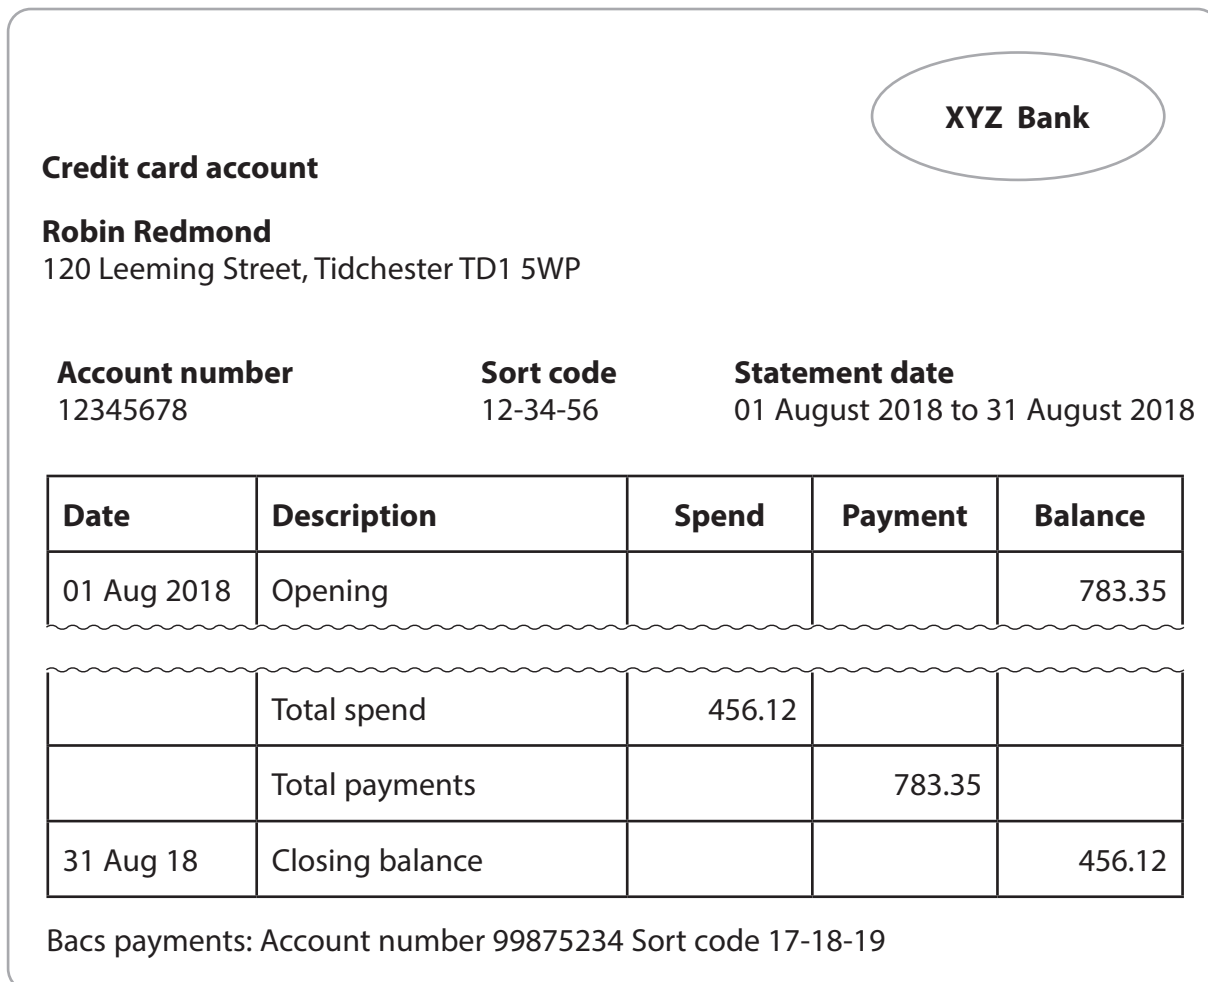 XYZ Bank
Credit card account
Robin Redmond
120 Leeming Street, Tidchester TD1 5WP
Account number Sort code Statement date
12345678 12-34-56 01 August 2018 to 31 August 2018
Date Description Spend Payment Balance
01 Aug 2018 Opening 783.35
Total spend 456.12
Total payments 783.35
31 Aug 18 Closing balance 456.12
Bacs payments: Account number 99875234 Sort code 17-18-19